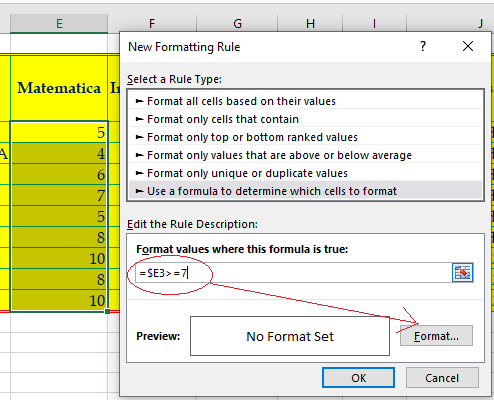 E F G H I J
Matematica
5
A 4
6
7
5
8
10
8
10
New Formatting Rule ? ×
Select a Rule Type:
► Format all cells based on their values
► Format only cells that contain
► Format only top or bottom ranked values
► Format only values that are above or below average
► Format only unique or duplicate values
► Use a formula to determine which cells to format
Edit the Rule Description:
Format values where this formula is true:
=$E3>=7
Preview: No Format Set Format...
OK Cancel